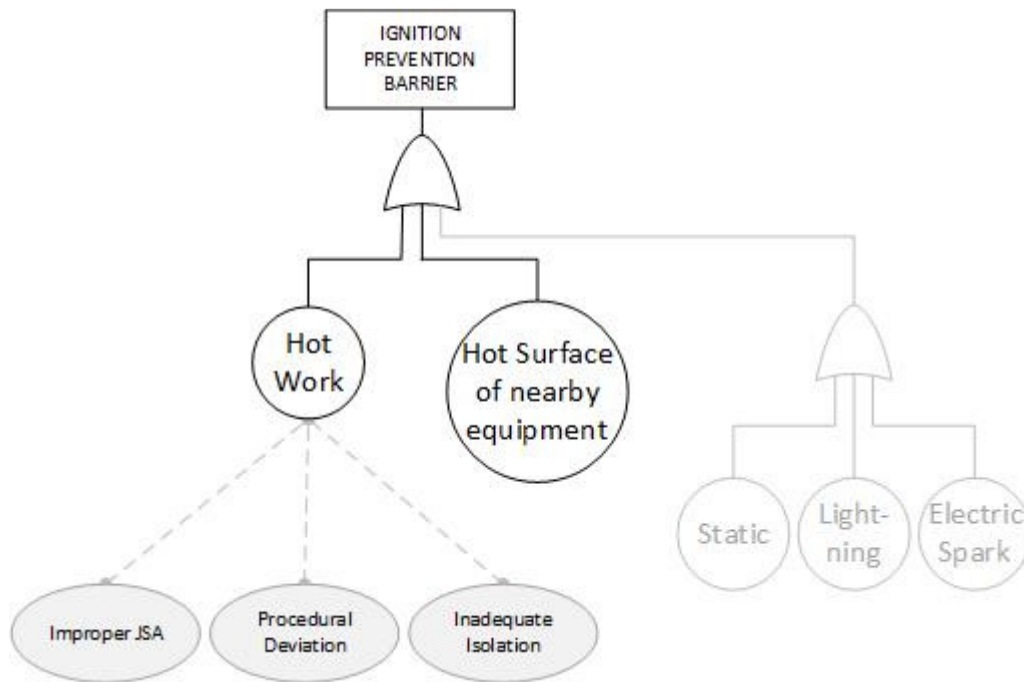 IGNITION
PREVENTION
BARRIER
Hot
Work
Hot Surface
of nearby
equipment
Static
Light-
ning
Electric
Spark
Improper JSA
Procedural
Deviation
Inadequate
Isolation